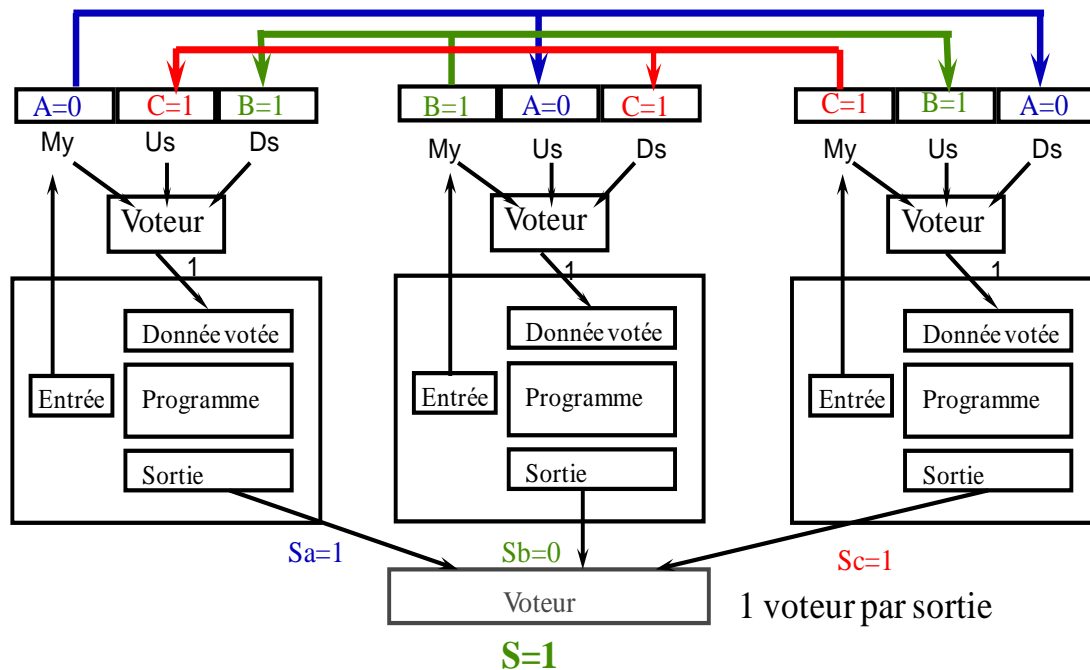 A=0 C=1 B=1 B=1 A=0 C=1 C=1 B=1 A=0
My Us Ds My Us Ds My Us Ds
Voteur Voteur Voteur
1 1 1
Donnée votée Donnée votée Donnée votée
Entrée Programme Entrée Programme Entrée Programme
Sortie Sortie Sortie
Sa=1 Sb=0 Sc=1
Voteur 1 voteur par sortie
S=1